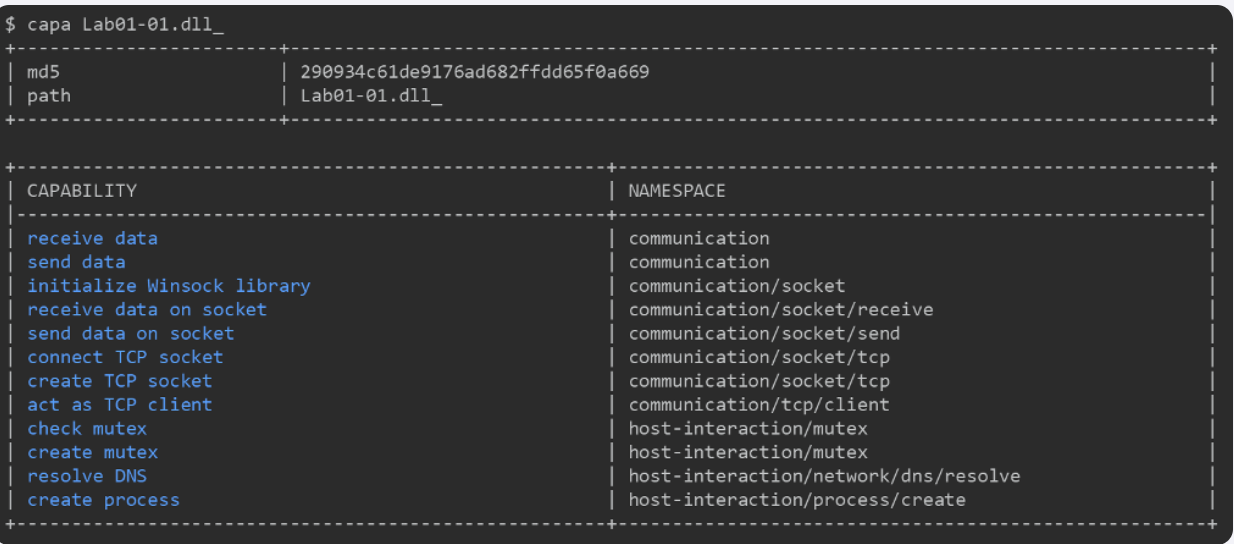 $ capa Lab01-01.dll_
+------------------------+------------------------------------------------------------------------------------+
| md5                    | 290934c61de9176ad682ffdd65f0a669                                                   |
| path                   | Lab01-01.dll_                                                                      |
+------------------------+------------------------------------------------------------------------------------+
+------------------------------------------------------+------------------------------------------------------+
| CAPABILITY                                           | NAMESPACE                                            |
|------------------------------------------------------+------------------------------------------------------|
| receive data                                         | communication                                        |
| send data                                            | communication                                        |
| initialize Winsock library                           | communication/socket                                 |
| receive data on socket                               | communication/socket/receive                         |
| send data on socket                                  | communication/socket/send                            |
| connect TCP socket                                   | communication/socket/tcp                             |
| create TCP socket                                    | communication/socket/tcp                             |
| act as TCP client                                    | communication/tcp/client                             |
| check mutex                                          | host-interaction/mutex                               |
| create mutex                                         | host-interaction/mutex                               |
| resolve DNS                                          | host-interaction/network/dns/resolve                 |
| create process                                       | host-interaction/process/create                      |
+------------------------------------------------------+------------------------------------------------------+